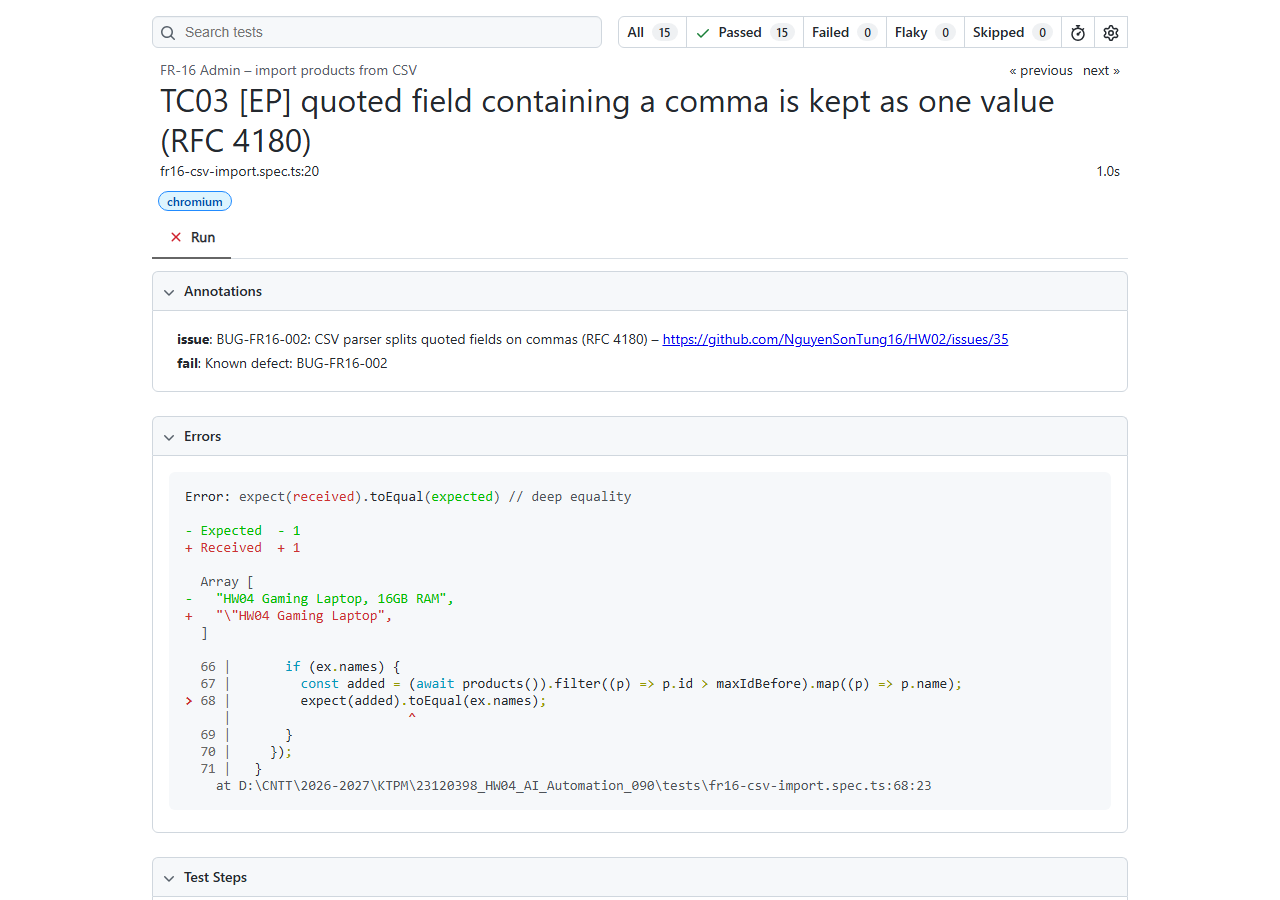 Search tests
All 15 Passed 15 Failed 0 Flaky 0 Skipped 0
FR-16 Admin – import products from CSV
« previous next »
TC03 [EP] quoted field containing a comma is kept as one value
(RFC 4180)
fr16-csv-import.spec.ts:20
1.0s
chromium
Run
Annotations
issue: BUG-FR16-002: CSV parser splits quoted fields on commas (RFC 4180) – https://github.com/NguyenSonTung16/HW02/issues/35
fail: Known defect: BUG-FR16-002
Errors
Error: expect(received).toEqual(expected) // deep equality
- Expected  - 1
+ Received  + 1
  Array [
-   "HW04 Gaming Laptop, 16GB RAM",
+   "\"HW04 Gaming Laptop",
  ]
  66 |       if (ex.names) {
  67 |         const added = (await products()).filter((p) => p.id > maxIdBefore).map((p) => p.name);
> 68 |         expect(added).toEqual(ex.names);
     |                       ^
  69 |       }
  70 |     });
  71 |   }
    at D:\CNTT\2026-2027\KTPM\23120398_HW04_AI_Automation_090\tests\fr16-csv-import.spec.ts:68:23
Test Steps